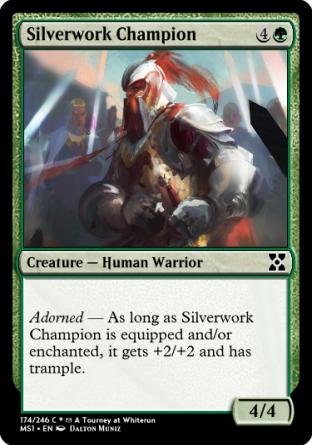 Silverwork Champion 4
Creature — Human Warrior
Adorned — As long as Silverwork
Champion is equipped and/or
enchanted, it gets +2/+2 and has
trample.
4/4
174/246 C * A Tourney at Whiterun
MS1 • EN DALTON MUNIZ